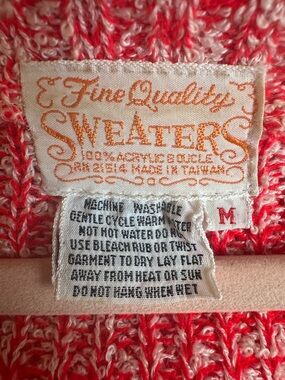 Fine Quality
SWEATERS
100% ACRYLIC BOUCLE
RN 21514 MADE IN TAIWAN
M
MACHINE WASHABLE
GENTLE CYCLE WARM WATER
NOT HOT WATER DO NOT
USE BLEACH RUB OR TWIST
GARMENT TO DRY LAY FLAT
AWAY FROM HEAT OR SUN
DO NOT HANG WHEN WET